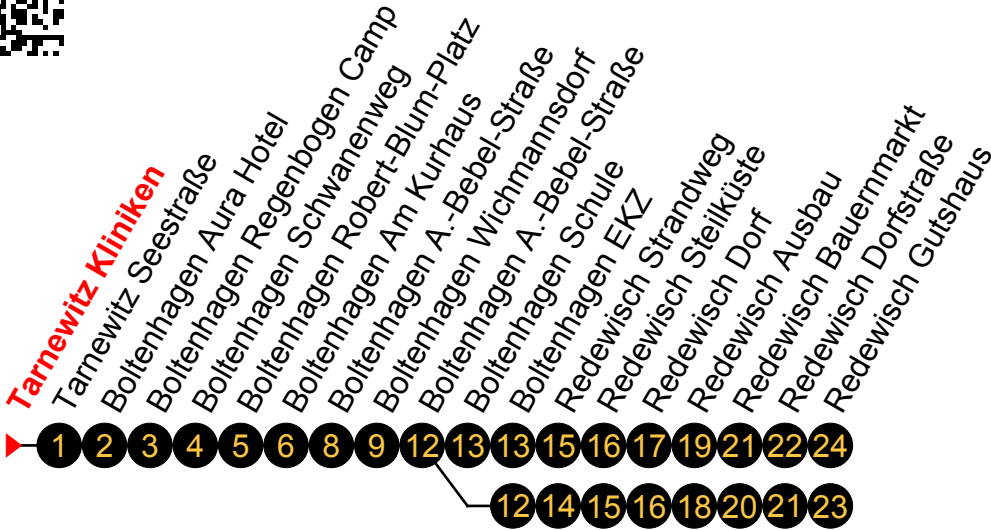 Tarnewitz Kliniken
Tarnewitz Seestraße
Boltenhagen Aura Hotel
Boltenhagen Regenbogen Camp
Boltenhagen Schwanenweg
Boltenhagen Robert-Blum-Platz
Boltenhagen Am Kurhaus
Boltenhagen A.-Bebel-Straße
Boltenhagen Wichmannsdorf
Boltenhagen A.-Bebel-Straße
Boltenhagen Schule
Boltenhagen EKZ
Redewisch Strandweg
Redewisch Steilküste
Redewisch Dorf
Redewisch Ausbau
Redewisch Bauernmarkt
Redewisch Dorfstraße
Redewisch Gutshaus
1 2 3 4 5 6 8 9 12 13 13 15 16 17 19 21 22 24
12 14 15 16 18 20 21 23